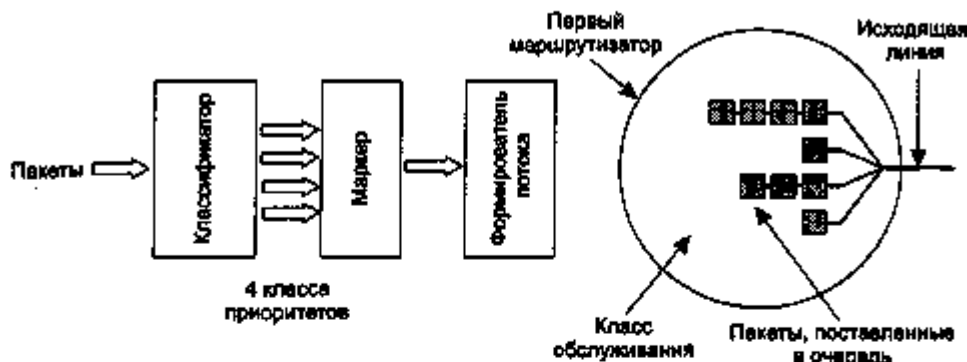 Пакеты
Классификатор
4 класса
приоритетов
Маркер
Формирователь
потока
Первый
маршрутизатор
Исходящая
линия
Класс
обслуживания
Пакеты, поставленные
в очередь